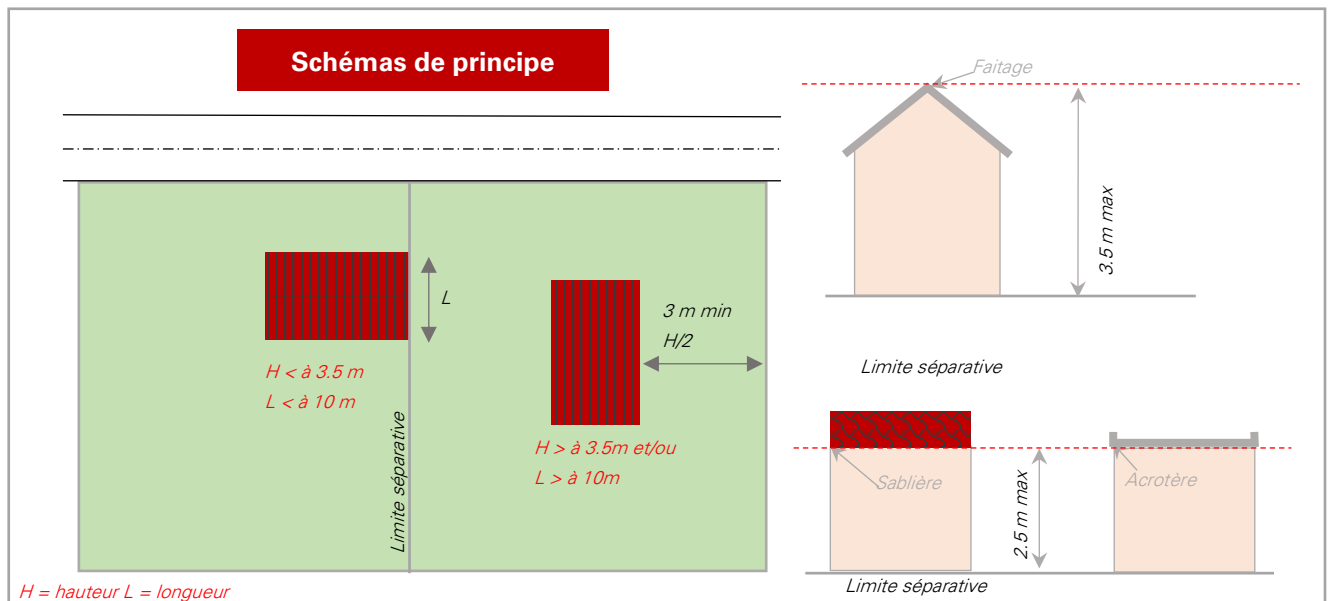 Schémas de principe
L
H < à 3.5 m
L < à 10 m
Limite séparative
3 m min
H/2
H > à 3.5m et/ou
L > à 10m
H = hauteur L = longueur
Faitage
3.5 m max
Limite séparative
Sablière
2.5 m max
Acrotère
Limite séparative